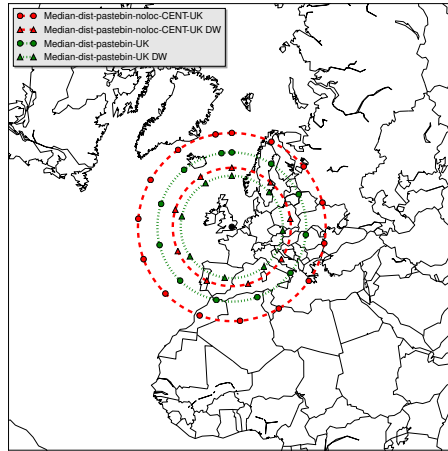 Median-dist-pastebin-noloc-CENT-UK
Median-dist-pastebin-noloc-CENT-UK DW
Median-dist-pastebin-UK
Median-dist-pastebin-UK DW